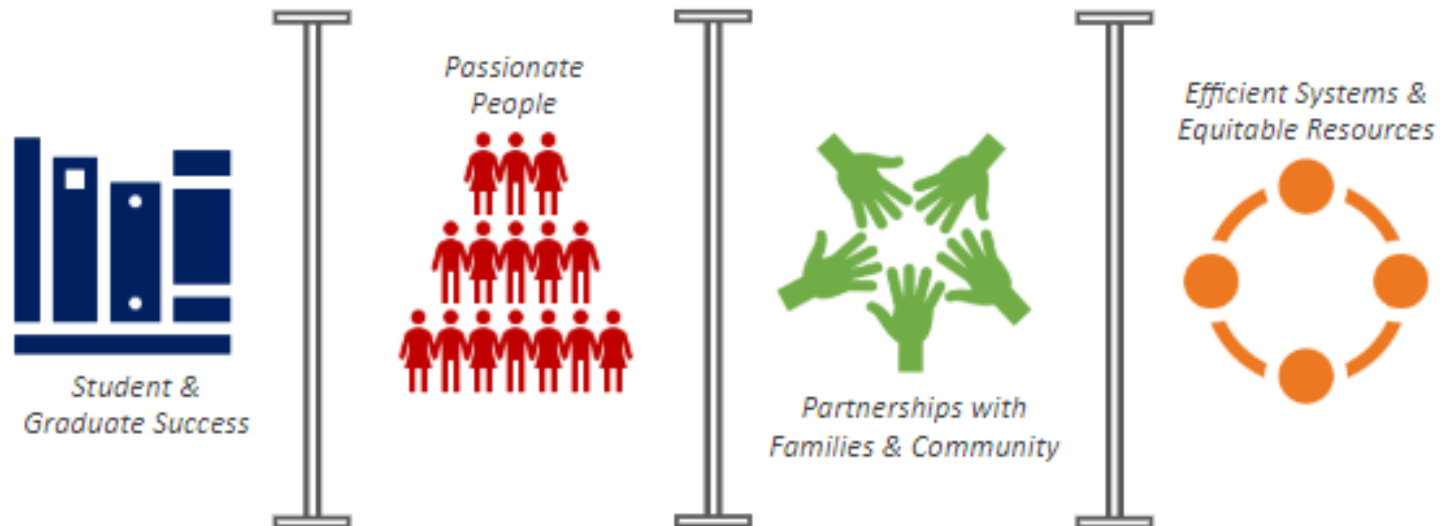 Student &
Graduate Success
Passionate
People
Partnerships with
Families & Community
Efficient Systems &
Equitable Resources